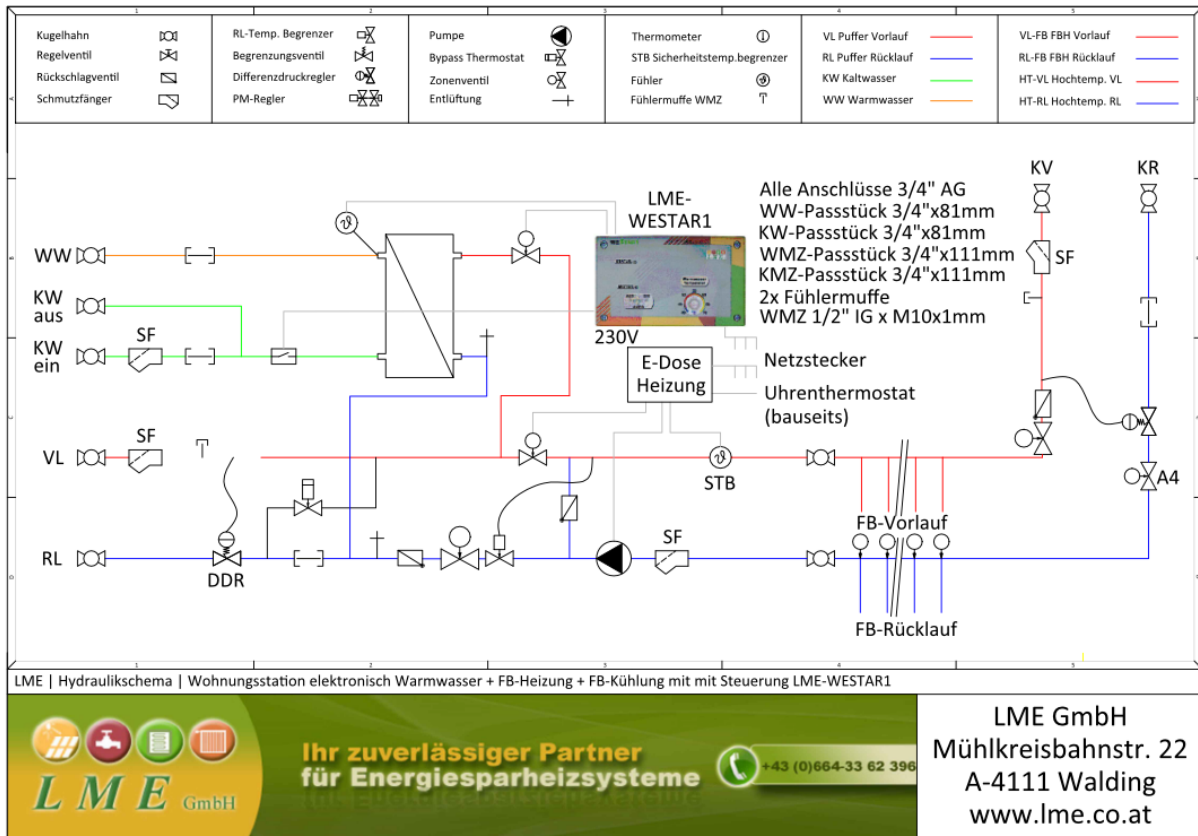 Kugelhahn
Regelventil
Rückschlagventil
Schmutzfänger
RL-Temp. Begrenzer
Begrenzungsventil
Differenzdruckregler
PM-Regler
Pumpe
Bypass Thermostat
Zonenventil
Entlüftung
Thermometer
STB Sicherheitstemp.begrenzer
Fühler
Fühlermuffe WMZ
VL Puffer Vorlauf
RL Puffer Rücklauf
KW Kaltwasser
WW Warmwasser
VL-FB FBH Vorlauf
RL-FB FBH Rücklauf
HT-VL Hochtemp. VL
HT-RL Hochtemp. RL
KV
KR
LME-
WESTAR1
Alle Anschlüsse 3/4" AG
WW-Passstück 3/4"x81mm
KW-Passstück 3/4"x81mm
WMZ-Passstück 3/4"x111mm
KMZ-Passstück 3/4"x111mm
2x Fühlermuffe
WMZ 1/2" IG x M10x1mm
SF
WW
KW
aus
KW
ein
SF
230V
E-Dose
Heizung
Netzstecker
Uhrenthermostat
(bauseits)
VL
SF
STB
A4
FB-Vorlauf
RL
DDR
SF
FB-Rücklauf
LME | Hydraulikschema | Wohnungsstation elektronisch Warmwasser + FB-Heizung + FB-Kühlung mit mit Steuerung LME-WESTAR1
LME GmbH
Ihr zuverlässiger Partner
für Energiesparheizsysteme
+43 (0)664-33 62 396
LME GmbH
Mühlkreisbahnstr. 22
A-4111 Walding
www.lme.co.at